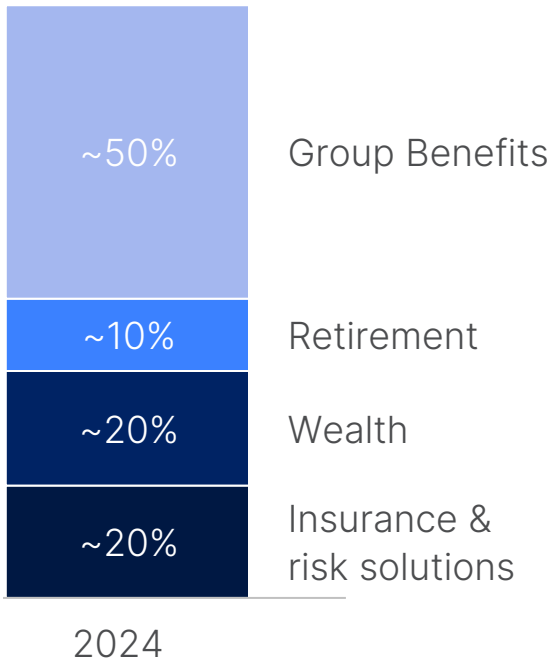 ~50%
Group Benefits
~10%
Retirement
~20%
Wealth
~20%
Insurance &
risk solutions
2024